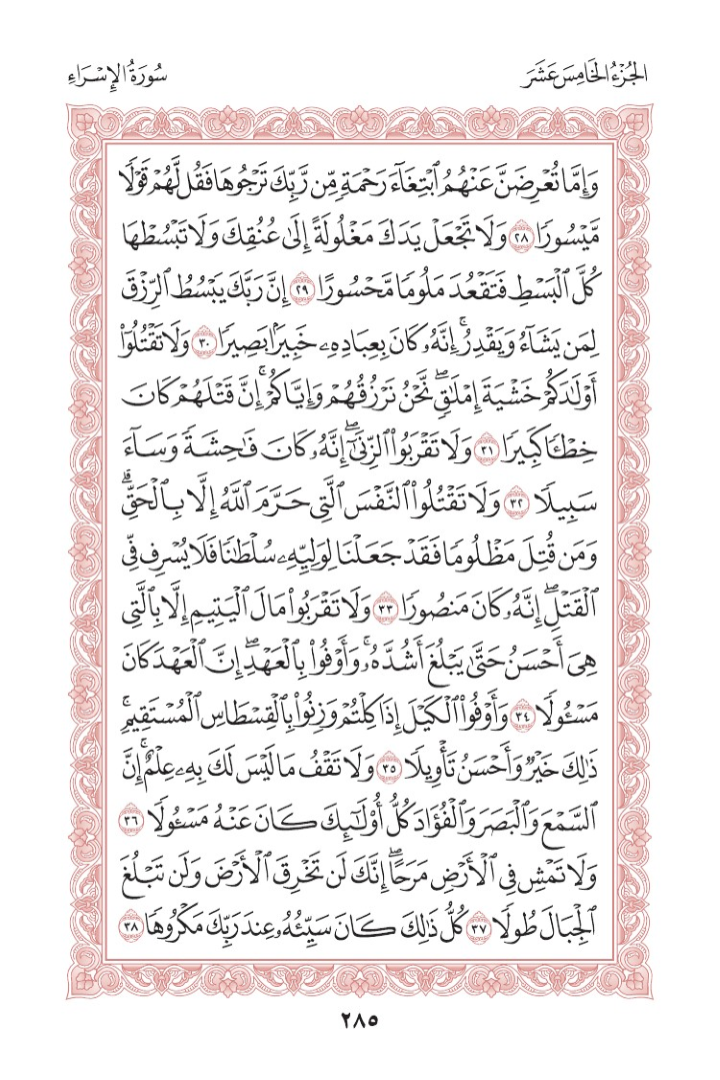 الجُزْءُ الخَامِسَ عَشَرَ
سُورَةُ الإِسْرَاءِ
وَإِمَّا تُعْرِضَنَّ عَنْهُمُ ٱبْتِغَآءَ رَحْمَةٖ مِّن رَّبِّكَ تَرْجُوهَا فَقُل لَّهُمْ قَوْلٗا
مَّيْسُورٗا ٢٨ وَلَا تَجْعَلْ يَدَكَ مَغْلُولَةً إِلَىٰ عُنُقِكَ وَلَا تَبْسُطْهَا
كُلَّ ٱلْبَسْطِ فَتَقْعُدَ مَلُومٗا مَّحْسُورًا ٢٩ إِنَّ رَبَّكَ يَبْسُطُ ٱلرِّزْقَ
لِمَن يَشَآءُ وَيَقْدِرُۚ إِنَّهُۥ كَانَ بِعِبَادِهِۦ خَبِيرَۢا بَصِيرٗا ٣٠ وَلَا تَقْتُلُوٓا۟
أَوْلَٰدَكُمْ خَشْيَةَ إِمْلَٰقٖۖ نَّحْنُ نَرْزُقُهُمْ وَإِيَّاكُمْۚ إِنَّ قَتْلَهُمْ كَانَ
خِطْـٔٗا كَبِيرٗا ٣١ وَلَا تَقْرَبُوا۟ ٱلزِّنَىٰٓۖ إِنَّهُۥ كَانَ فَٰحِشَةٗ وَسَآءَ
سَبِيلٗا ٣٢ وَلَا تَقْتُلُوا۟ ٱلنَّفْسَ ٱلَّتِي حَرَّمَ ٱللَّهُ إِلَّا بِٱلْحَقِّۗ
وَمَن قُتِلَ مَظْلُومٗا فَقَدْ جَعَلْنَا لِوَلِيِّهِۦ سُلْطَٰنٗا فَلَا يُسْرِف فِّي
ٱلْقَتْلِۖ إِنَّهُۥ كَانَ مَنصُورٗا ٣٣ وَلَا تَقْرَبُوا۟ مَالَ ٱلْيَتِيمِ إِلَّا بِٱلَّتِي
هِيَ أَحْسَنُ حَتَّىٰ يَبْلُغَ أَشُدَّهُۥۚ وَأَوْفُوا۟ بِٱلْعَهْدِۖ إِنَّ ٱلْعَهْدَ كَانَ
مَسْـُٔولٗا ٣٤ وَأَوْفُوا۟ ٱلْكَيْلَ إِذَا كِلْتُمْ وَزِنُوا۟ بِٱلْقِسْطَاسِ ٱلْمُسْتَقِيمِۚ
ذَٰلِكَ خَيْرٞ وَأَحْسَنُ تَأْوِيلٗا ٣٥ وَلَا تَقْفُ مَا لَيْسَ لَكَ بِهِۦ عِلْمٌۚ إِنَّ
ٱلسَّمْعَ وَٱلْبَصَرَ وَٱلْفُؤَادَ كُلُّ أُو۟لَٰٓئِكَ كَانَ عَنْهُ مَسْـُٔولٗا ٣٦
وَلَا تَمْشِ فِي ٱلْأَرْضِ مَرَحًاۖ إِنَّكَ لَن تَخْرِقَ ٱلْأَرْضَ وَلَن تَبْلُغَ
ٱلْجِبَالَ طُولٗا ٣٧ كُلُّ ذَٰلِكَ كَانَ سَيِّئُهُۥ عِندَ رَبِّكَ مَكْرُوهٗا ٣٨
٢٨٥